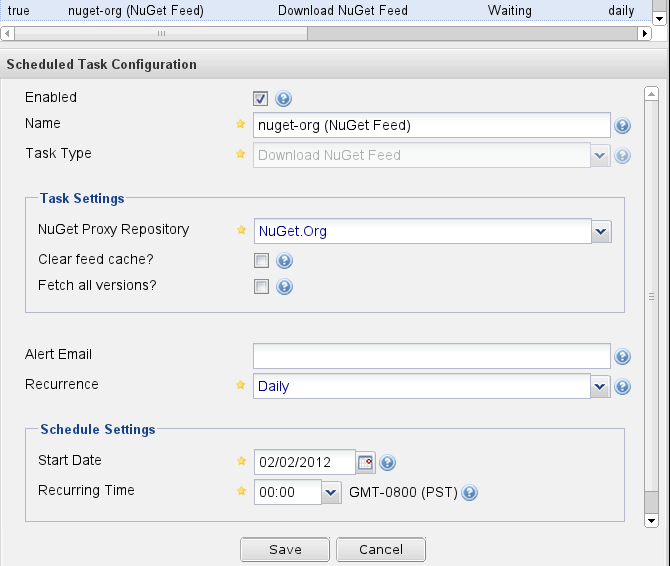 true nuget-org (NuGet Feed) Download NuGet Feed Waiting daily
Scheduled Task Configuration
Enabled
Name nuget-org (NuGet Feed)
Task Type Download NuGet Feed
Task Settings
NuGet Proxy Repository NuGet.Org
Clear feed cache?
Fetch all versions?
Alert Email
Recurrence Daily
Schedule Settings
Start Date 02/02/2012
Recurring Time 00:00 GMT-0800 (PST)
Save Cancel